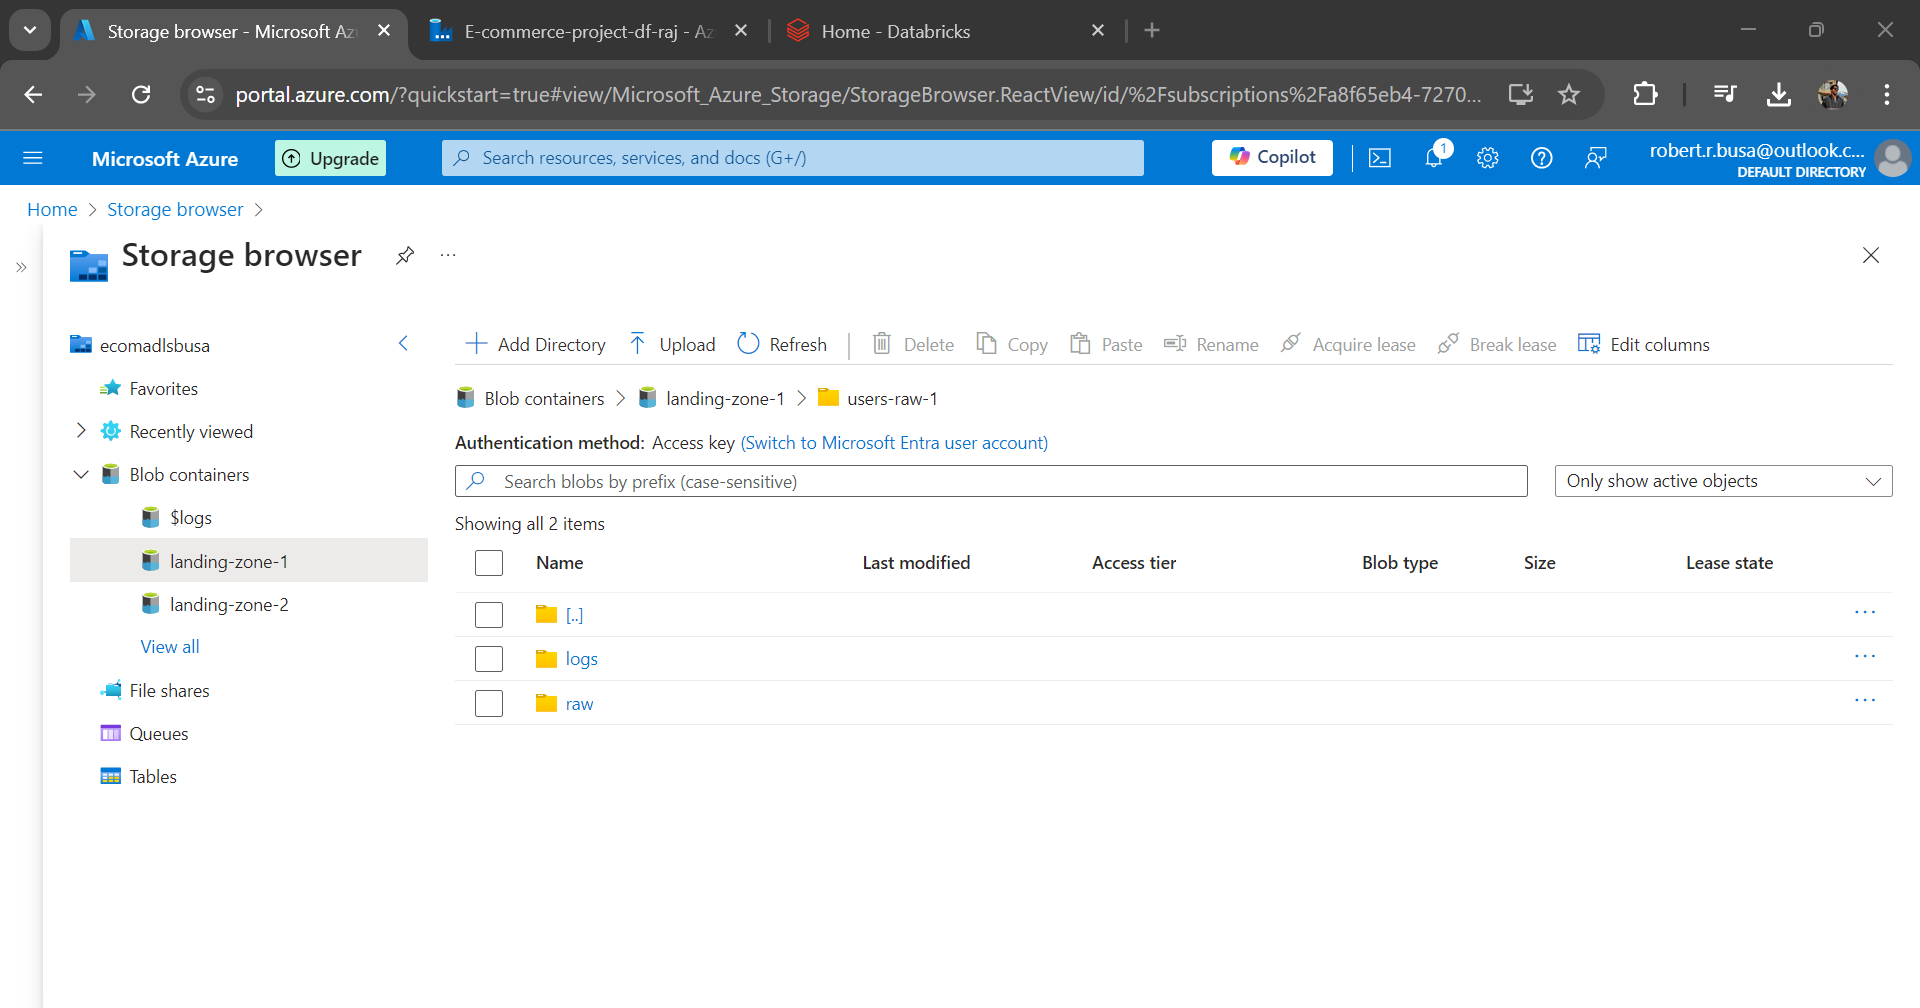 Storage browser - Microsoft Az
E-commerce-project-df-raj - Az
Home - Databricks
portal.azure.com/?quickstart=true#view/Microsoft_Azure_Storage/StorageBrowser.ReactView/id/%2Fsubscriptions%2Fa8f65eb4-7270...
Microsoft Azure
Upgrade
Search resources, services, and docs (G+/)
Copilot
1
robert.r.busa@outlook.c...
DEFAULT DIRECTORY
Home > Storage browser >
Storage browser
ecomadlsbusa
Favorites
Recently viewed
Blob containers
$logs
landing-zone-1
landing-zone-2
View all
File shares
Queues
Tables
Add Directory Upload Refresh Delete Copy Paste Rename Acquire lease Break lease Edit columns
Blob containers > landing-zone-1 > users-raw-1
Authentication method: Access key (Switch to Microsoft Entra user account)
Search blobs by prefix (case-sensitive)
Only show active objects
Showing all 2 items
Name Last modified Access tier Blob type Size Lease state
[..]
logs
raw